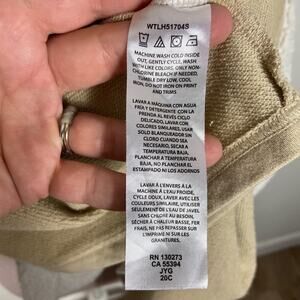 WTLH51704S
MACHINE WASH COLD INSIDE
OUT, GENTLY CYCLE, WASH
WITH LIKE COLORS. ONLY NON-
CHLORINE BLEACH IF NEEDED,
TUMBLE DRY LOW, COOL
IRON, DO NOT IRON ON PRINT
AND TRIMS
LAVAR A MÁQUINA CON AGUA
FRÍA Y DETERGENTE CON LA
PRENDA AL REVÉS CICLO
DELICADO, LAVAR CON
COLORES SIMILARES, USAR
SOLO BLANQUEADOR SIN
CLORO CUANDO SEA
NECESARIO, SECAR A
TEMPERATURA BAJA,
PLANCHAR A TEMPERATURA
BAJA, NO PLANCHAR EL
ESTAMPADO NI LOS ADORNOS
LAVAR À L'ENVERS À LA
MACHINE À L'EAU FROIDE,
CYCLE DOUX, LAVER AVEC LES
COULEURS SIMILAIRE, UTILISER
SEULEMENT DE L'EAU DE JAVEL
SANS CHLORE AU BESOIN,
SÉCHER À CHALEUR BASSE, FER
FRAIS, NE PAS REPASSER SUR
L'IMPRIMÉ NI SUR LES
GARNITURES.
RN 130273
CA 55394
JYG
20C